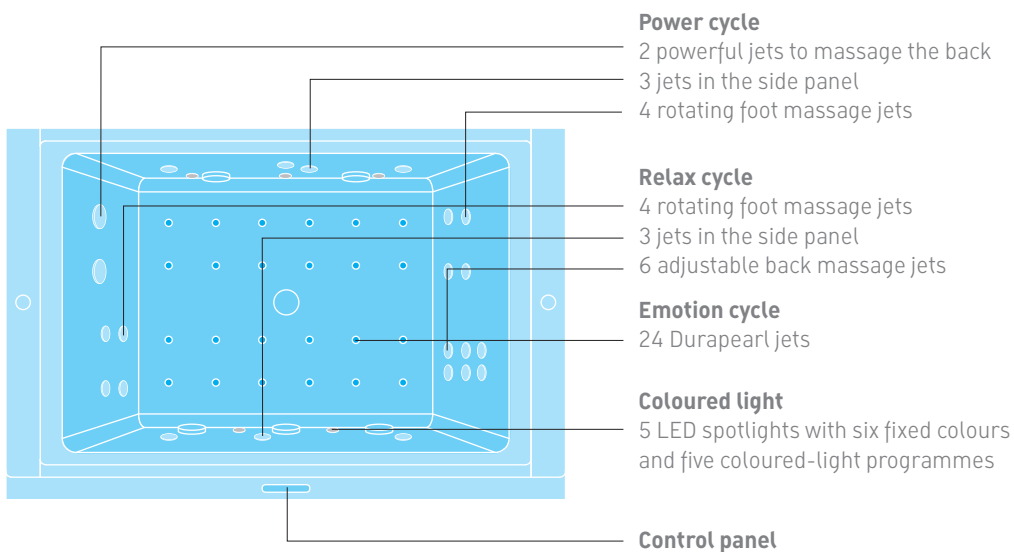 Power cycle
2 powerful jets to massage the back
3 jets in the side panel
4 rotating foot massage jets
Relax cycle
4 rotating foot massage jets
3 jets in the side panel
6 adjustable back massage jets
Emotion cycle
24 Durapearl jets
Coloured light
5 LED spotlights with six fixed colours
and five coloured-light programmes
Control panel